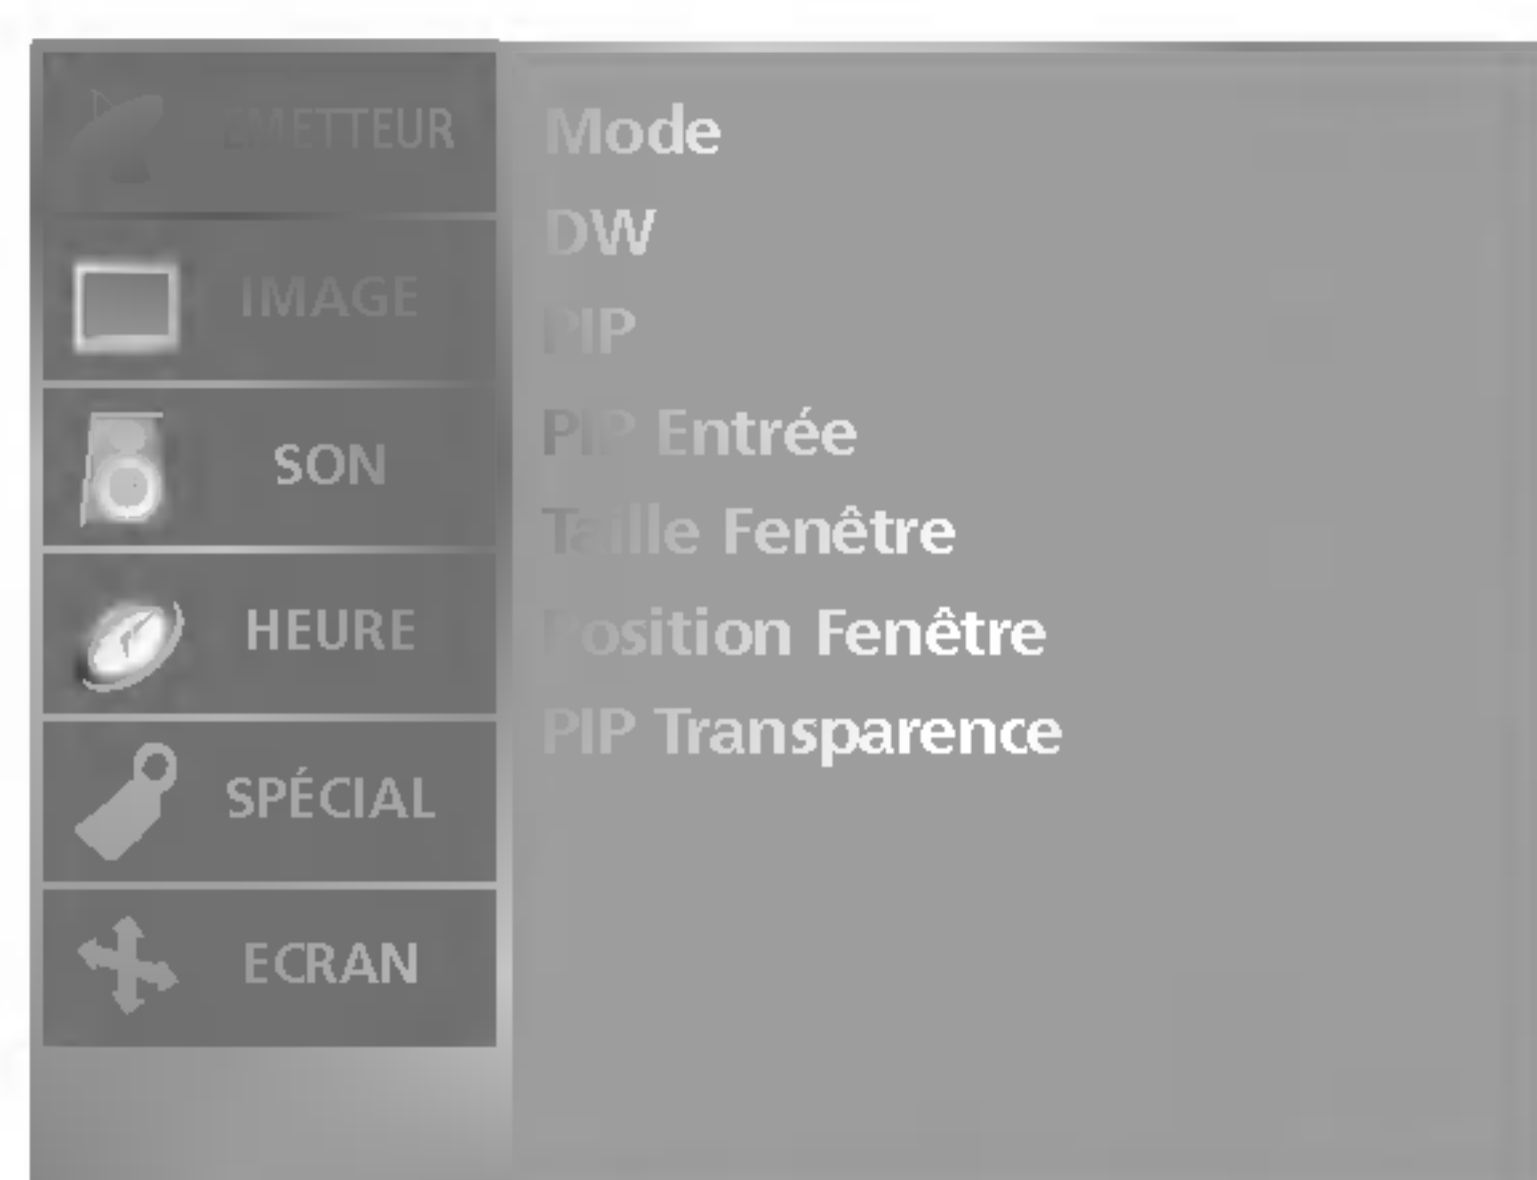 EMETTEUR
IMAGE
SON
HEURE
SPÉCIAL
ECRAN
Mode
DW
PIP
PIP Entrée
Taille Fenêtre
Position Fenêtre
PIP Transparence